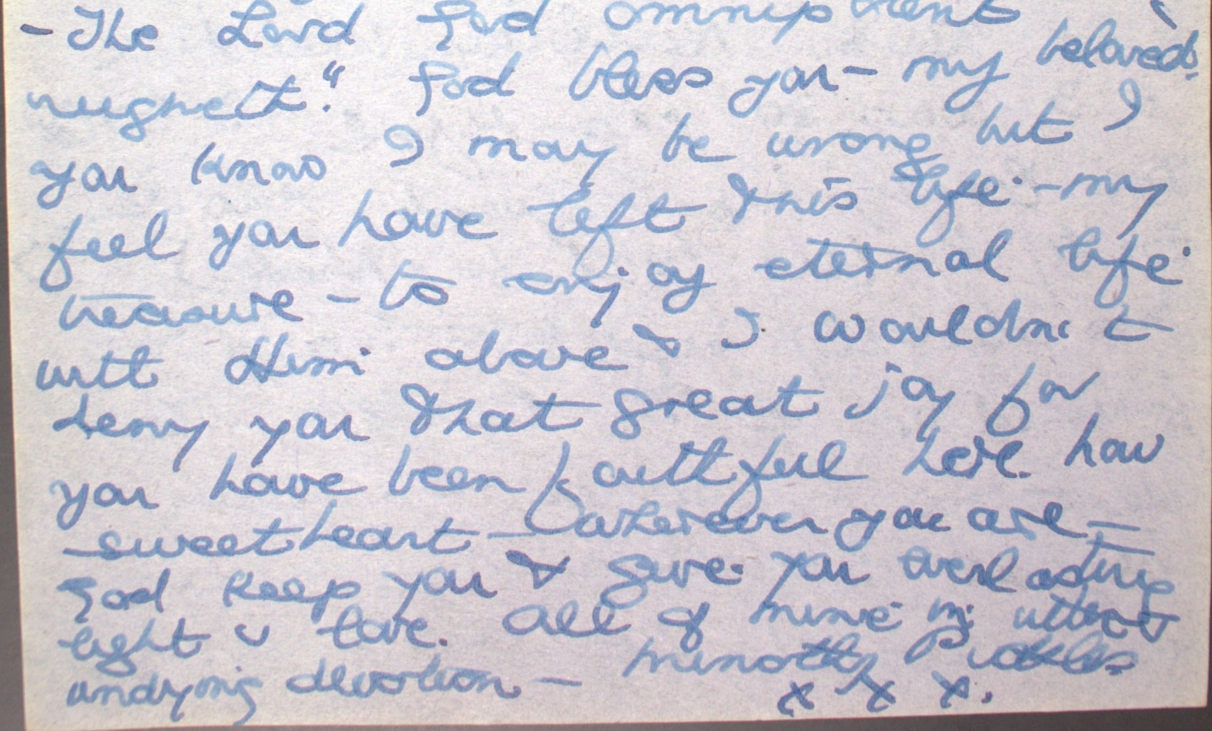 - The Lord God omnipotent
reigneth." God bless you - my beloved,
you know I may be wrong but I
feel you have left this life - my
treasure - to enjoy eternal life
with Him above & I wouldn't
deny you that great joy for
you have been faithful here. Now
sweetheart - wherever you are -
God keep you & give you everlasting
light & love. All of mine in utter &
undying devotion -
x x x.